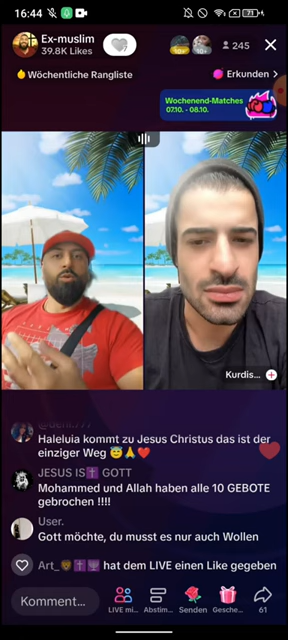 16:44
71
Ex-muslim
39.8K Likes
10+
10+
245
Wöchentliche Rangliste
Erkunden
Wochenend-Matches
07.10. - 08.10.
Kurdis...
Haleluia kommt zu Jesus Christus das ist der
einziger Weg 😇🙏❤️
JESUS IS✝️ GOTT
Mohammed und Allah haben alle 10 GEBOTE
gebrochen !!!!
User.
Gott möchte, du musst es nur auch Wollen
Art_🦁✝️🕎 hat dem LIVE einen Like gegeben
Komment...
LIVE mi...
Abstim...
Senden
Gesche...
61